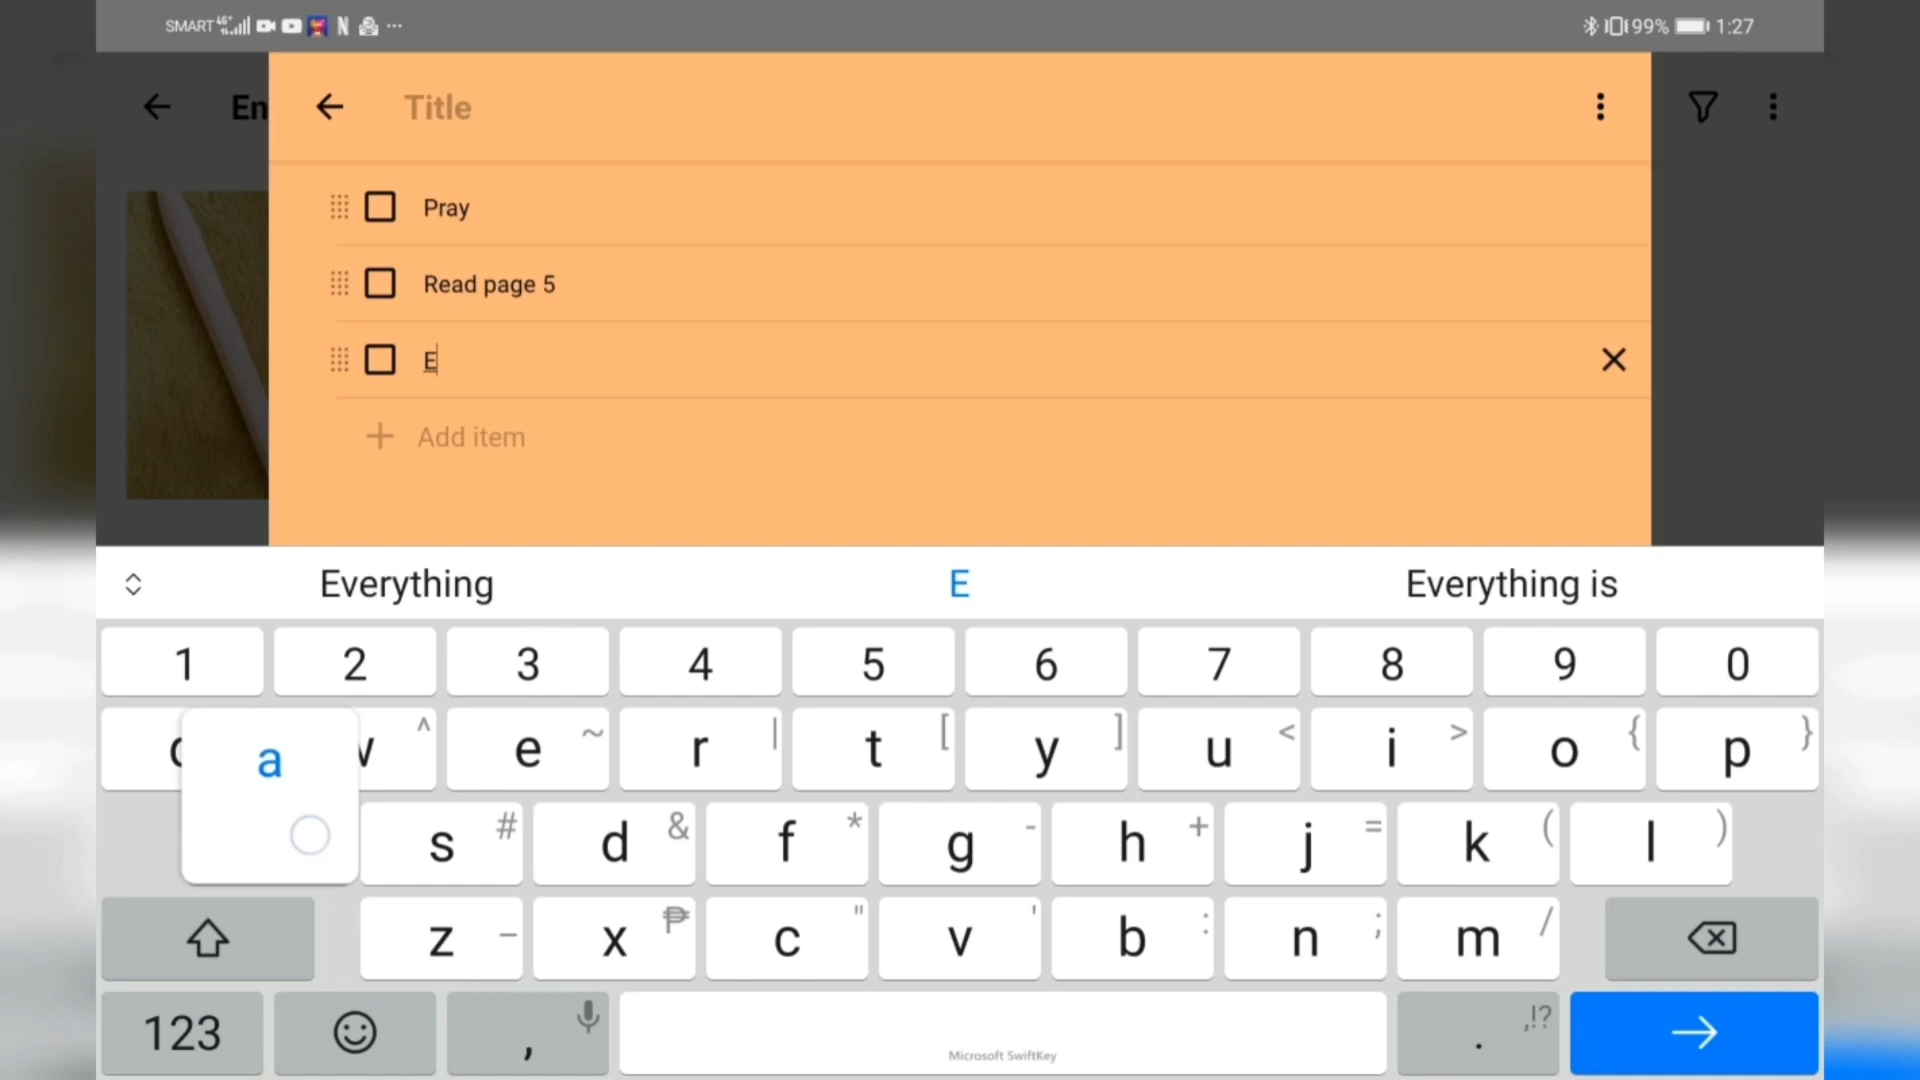 SMART 4G+ N ... 99% 1:27
En Title
Pray
Read page 5
E
+ Add item
Everything E Everything is
1 2 3 4 5 6 7 8 9 0
a ^ e ~ r | t [ y ] u < i > o { p }
s # d & f * g - h + j = k ( l )
z _ x ₱ c " v ' b : n ; m /
123 , . ,!?
Microsoft SwiftKey